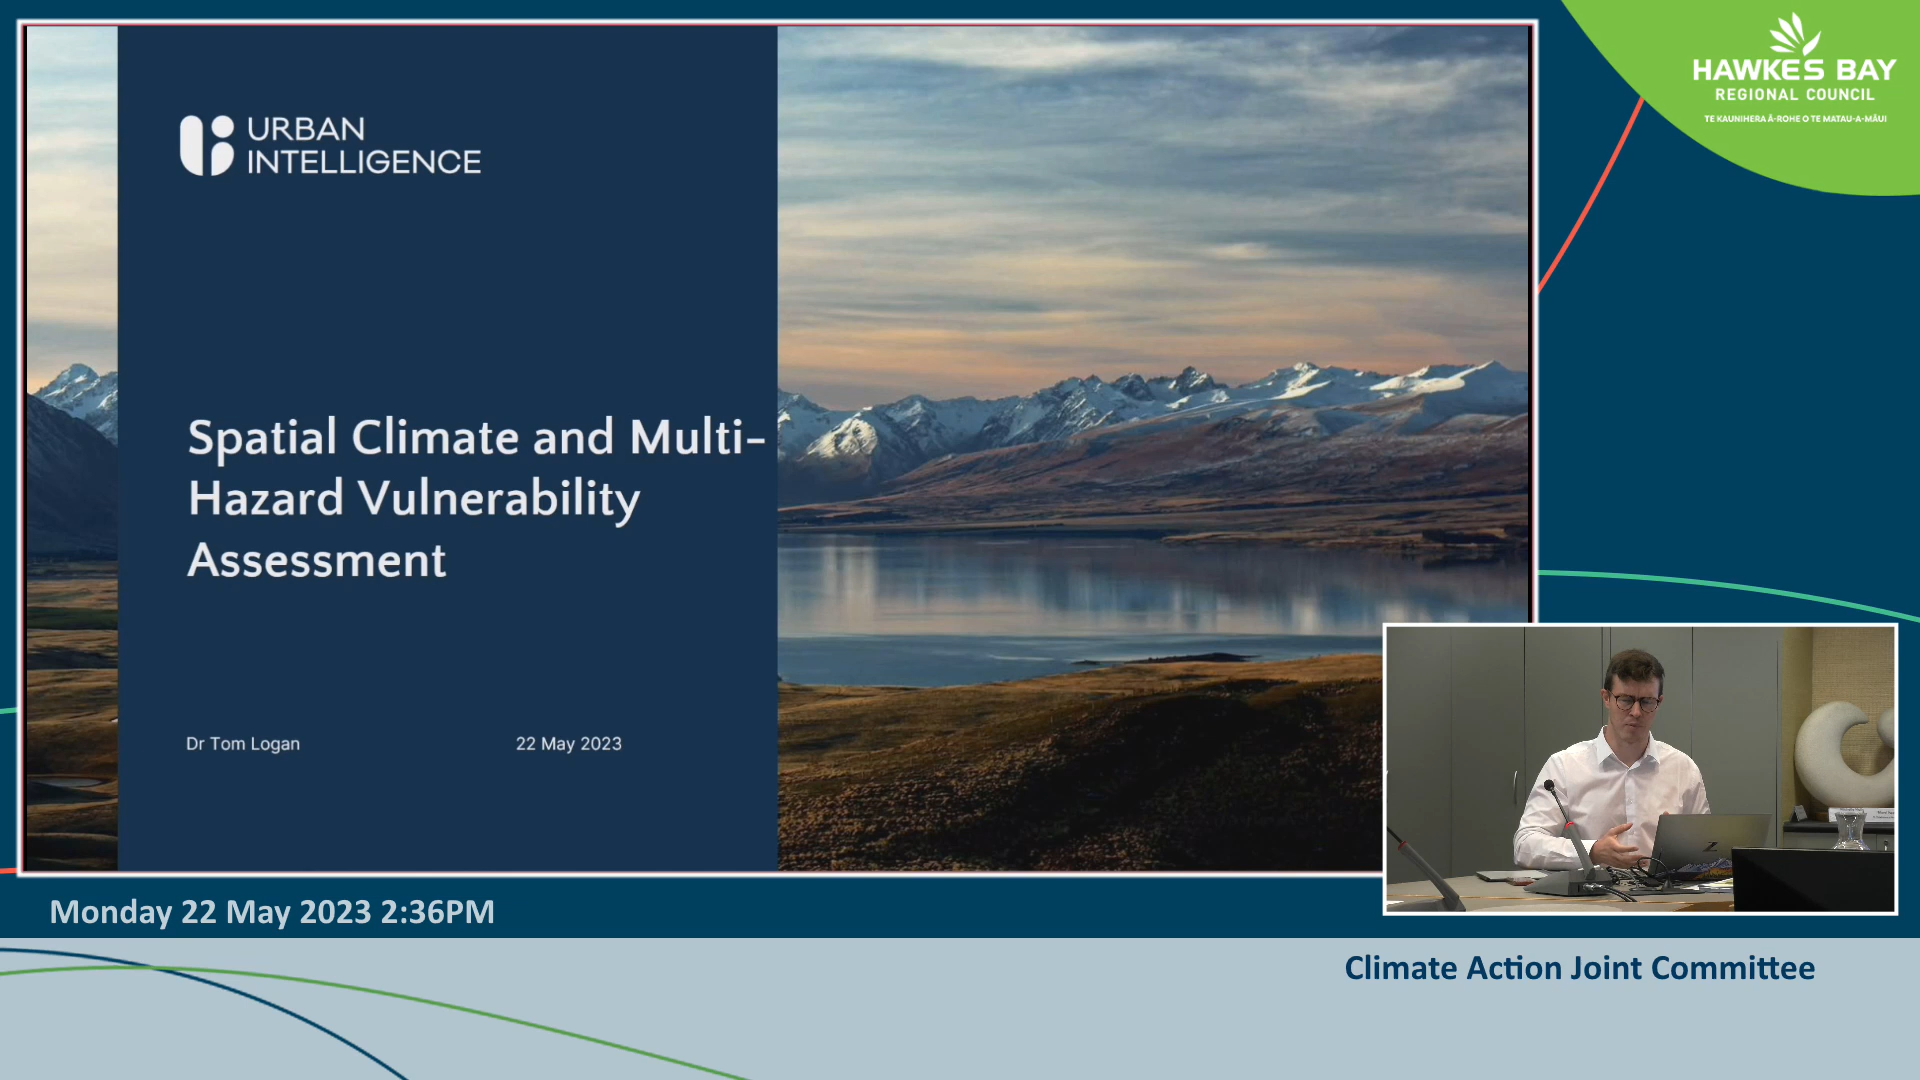 URBAN
INTELLIGENCE
Spatial Climate and Multi-
Hazard Vulnerability
Assessment
Dr Tom Logan
22 May 2023
HAWKES BAY
REGIONAL COUNCIL
TE KAUNIHERA Ā-ROHE O TE MATAU-A-MĀUI
Monday 22 May 2023 2:36PM
Climate Action Joint Committee